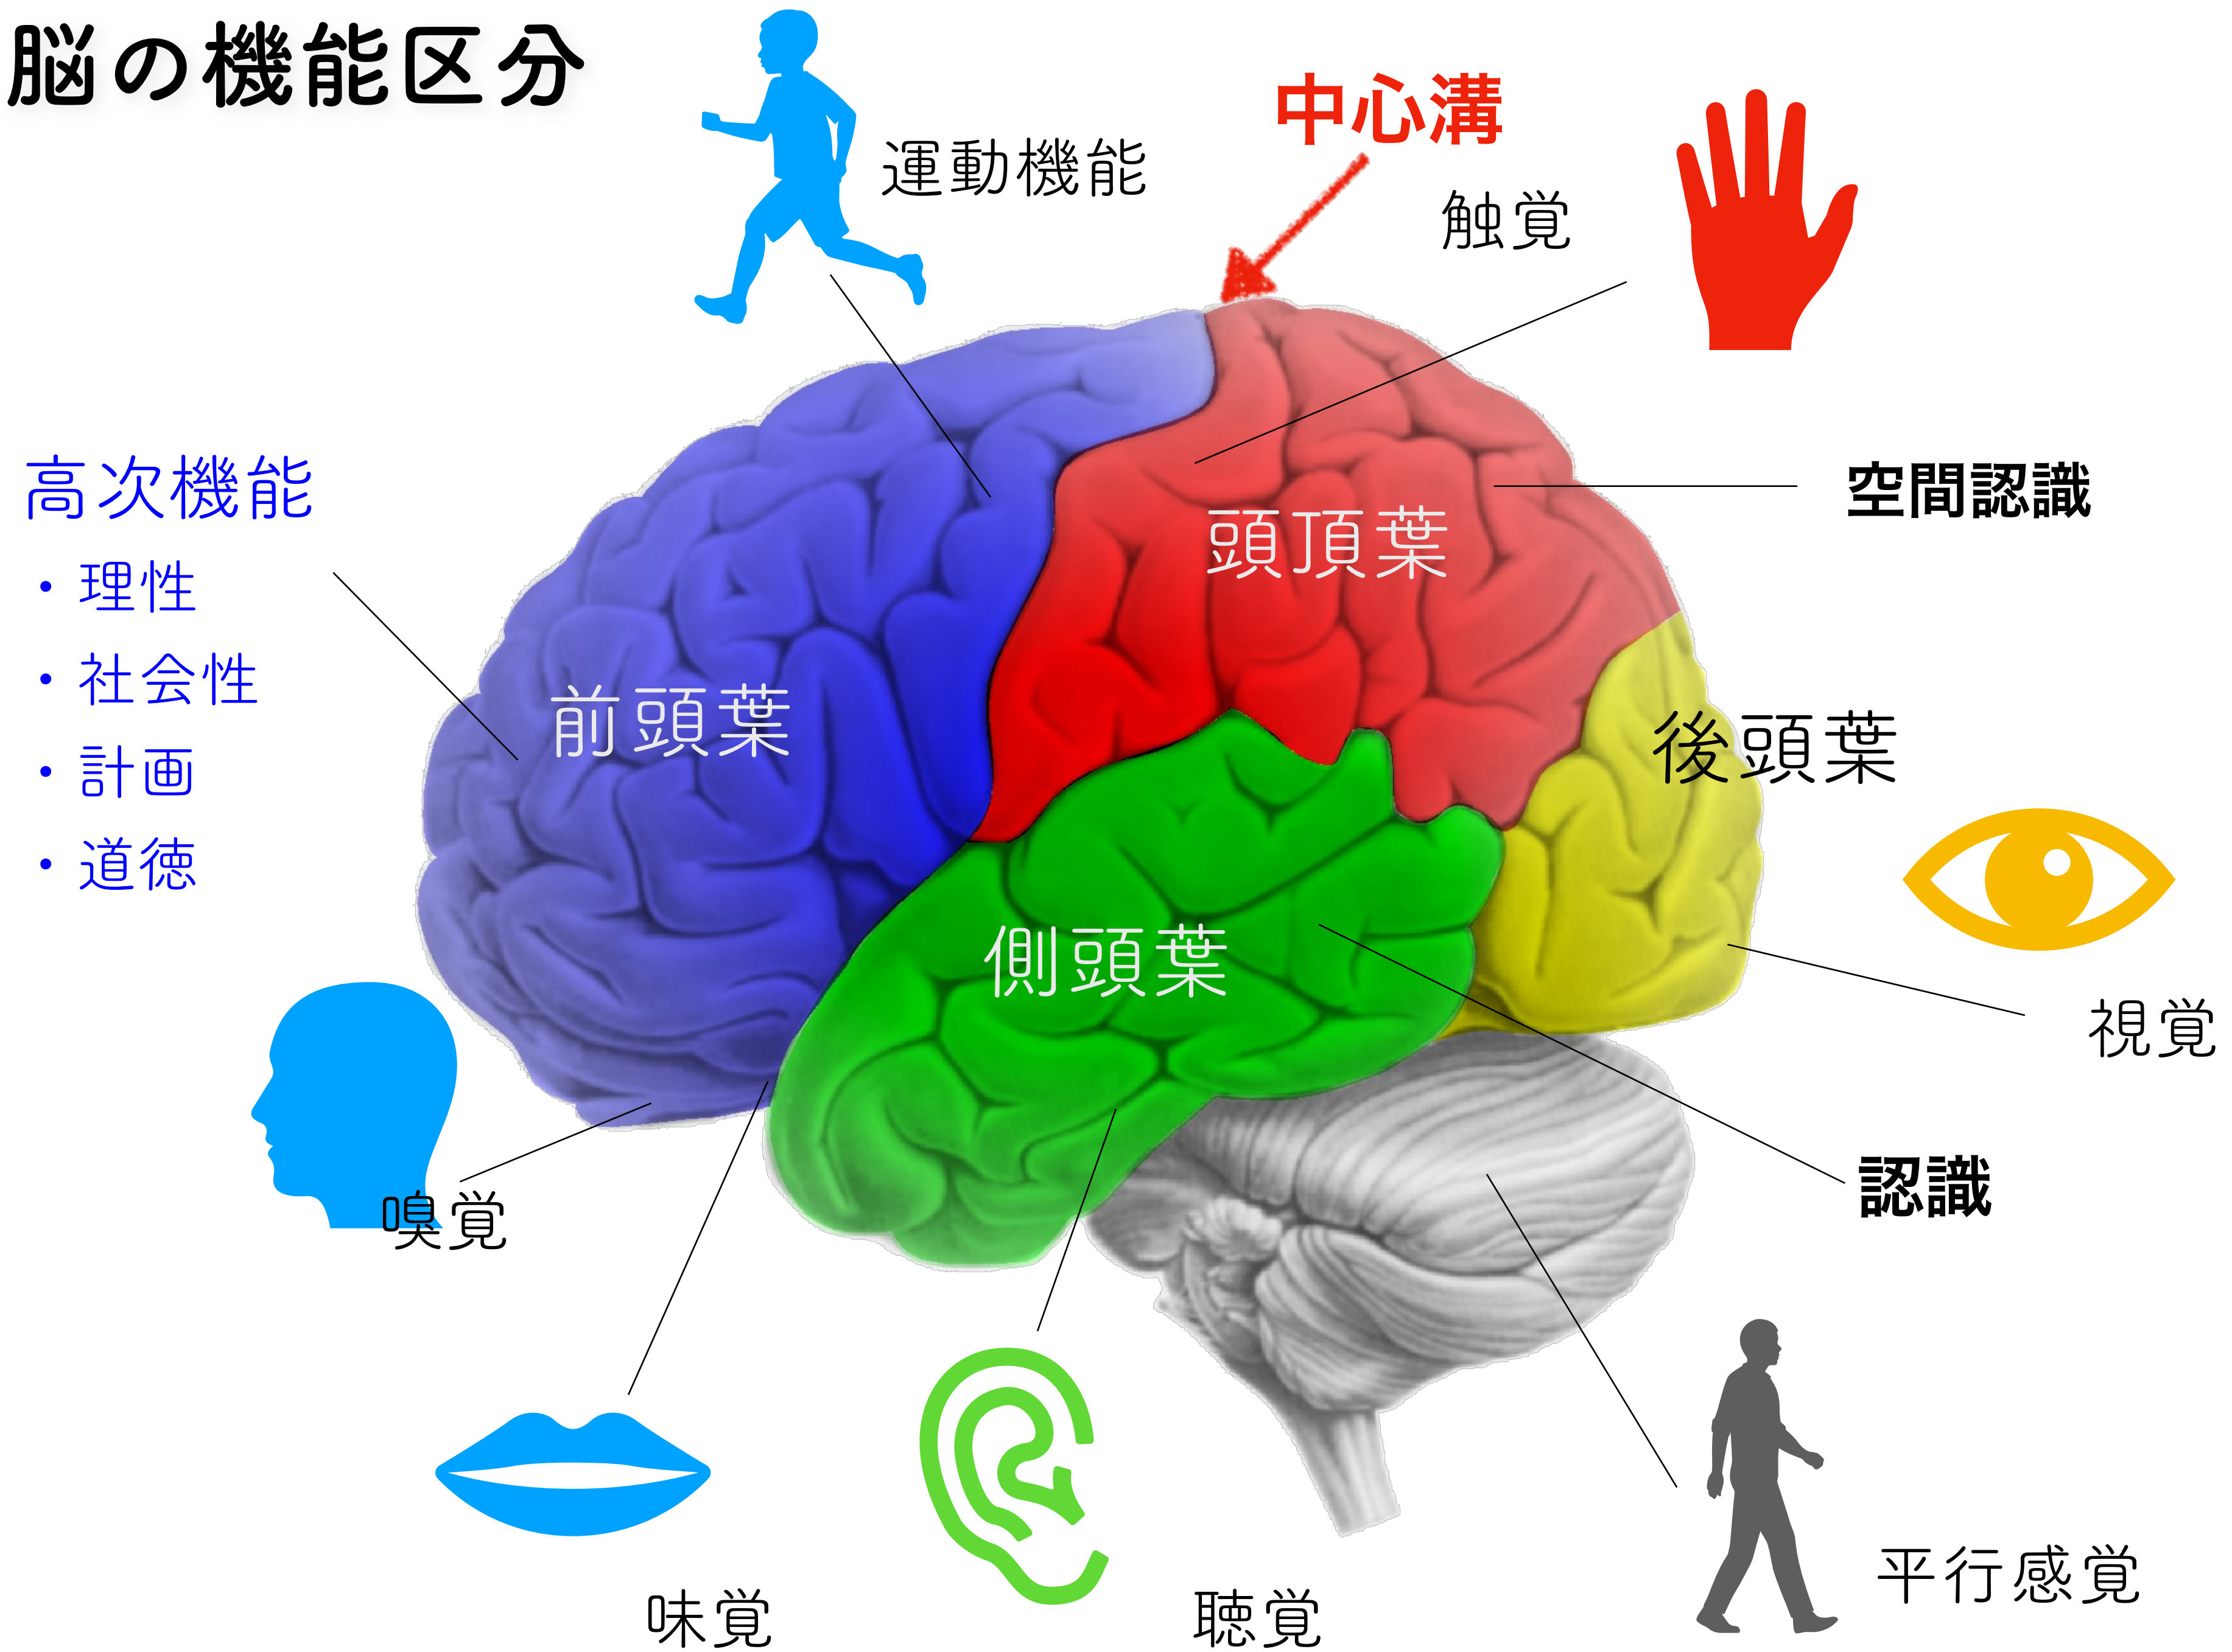 脳の機能区分
運動機能
中心溝
触覚
高次機能
・理性
・社会性
・計画
・道徳
空間認識
頭頂葉
前頭葉
後頭葉
側頭葉
視覚
認識
嗅覚
味覚
聴覚
平行感覚